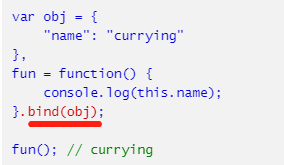 var obj = {
    "name": "currying"
},
fun = function() {
    console.log(this.name);
}.bind(obj);

fun(); // currying